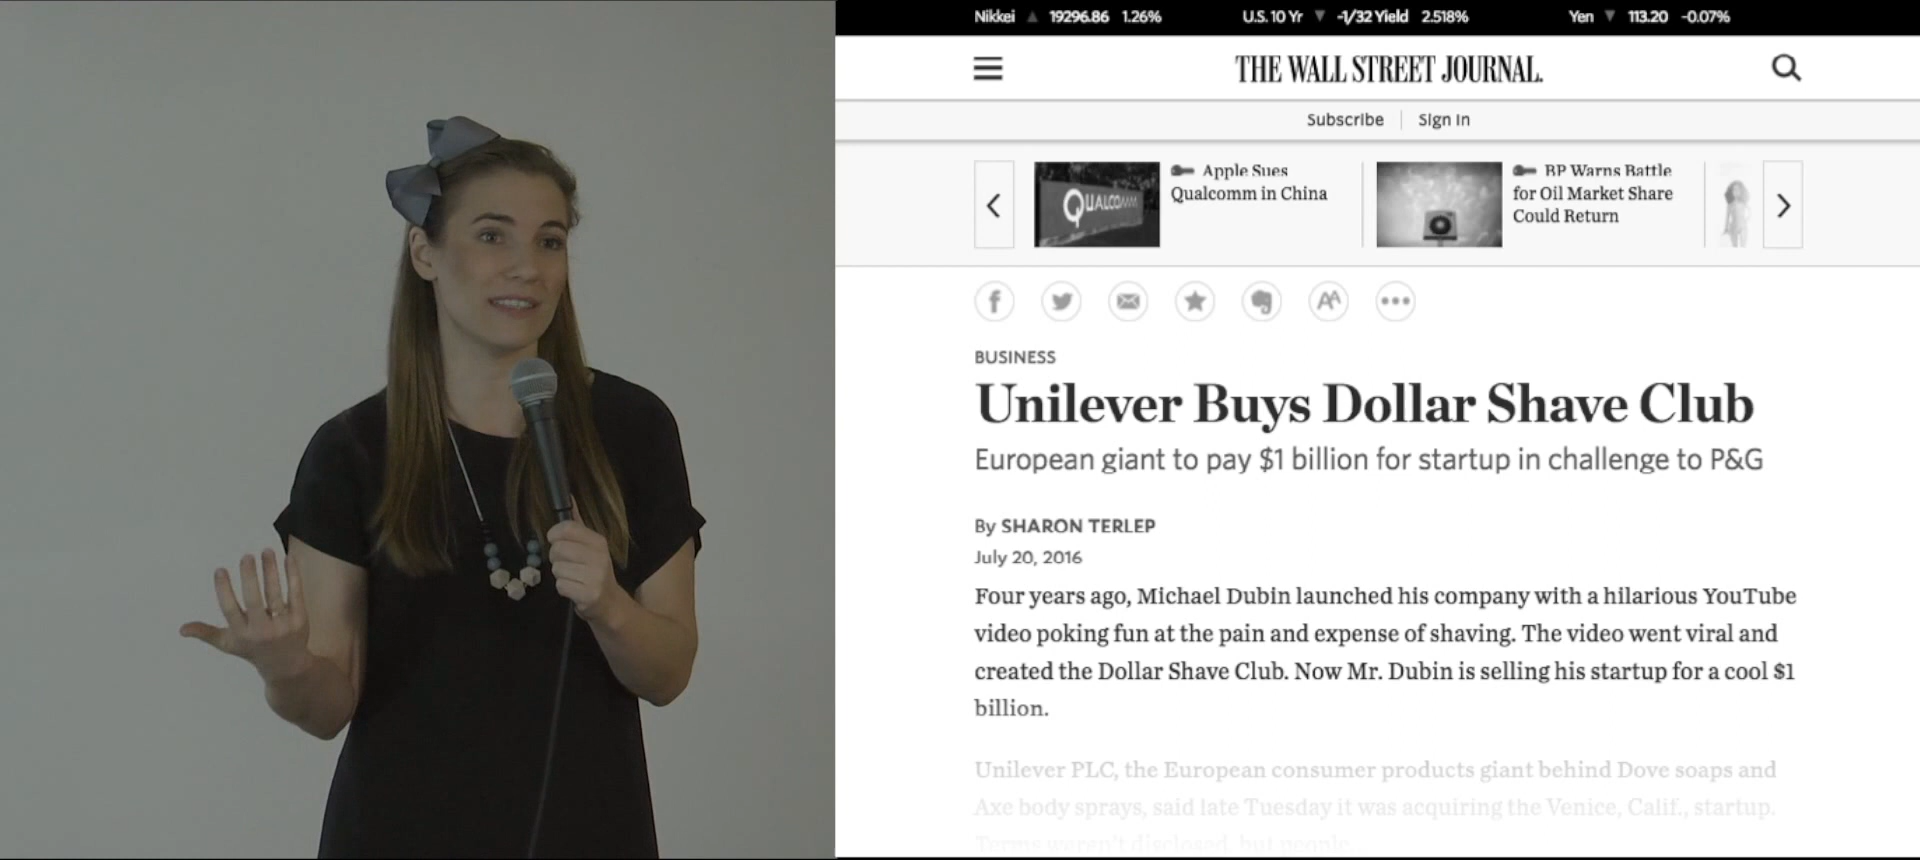 Nikkei ▲ 19296.86 1.26% U.S. 10 Yr ▼ -1/32 Yield 2.518% Yen ▼ 113.20 -0.07%
THE WALL STREET JOURNAL.
Subscribe Sign In
Apple Sues
Qualcomm in China
QUALCOMM
BP Warns Battle
for Oil Market Share
Could Return
BUSINESS
Unilever Buys Dollar Shave Club
European giant to pay $1 billion for startup in challenge to P&G
By SHARON TERLEP
July 20, 2016
Four years ago, Michael Dubin launched his company with a hilarious YouTube
video poking fun at the pain and expense of shaving. The video went viral and
created the Dollar Shave Club. Now Mr. Dubin is selling his startup for a cool $1
billion.
Unilever PLC, the European consumer products giant behind Dove soaps and
Axe body sprays, said late Tuesday it was acquiring the Venice, Calif., startup.
Terms weren't disclosed, but people...